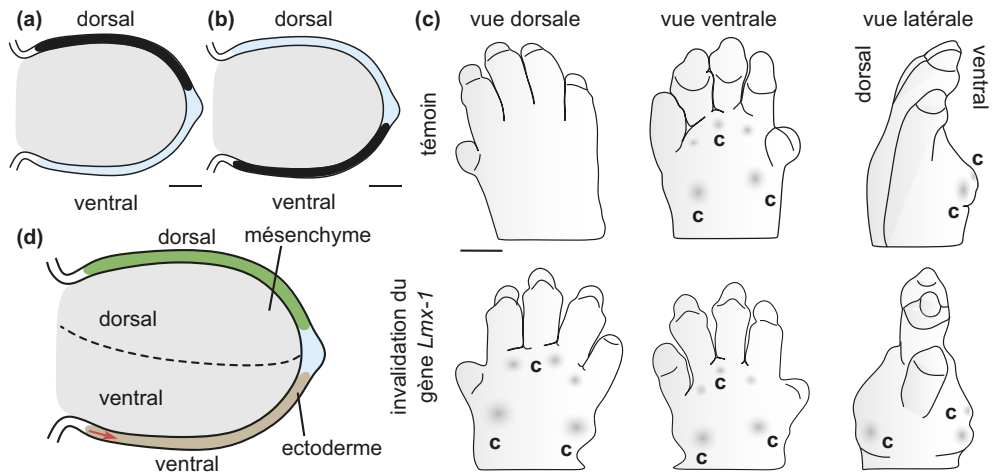 (a)
dorsal
ventral
(b)
dorsal
ventral
(c)
vue dorsale
vue ventrale
vue latérale
témoin
c
c
c
dorsal
ventral
c
c
invalidation du
gène Lmx-1
c
c
c
c
c
c
c
c
(d)
dorsal
mésenchyme
dorsal
ventral
ectoderme
ventral